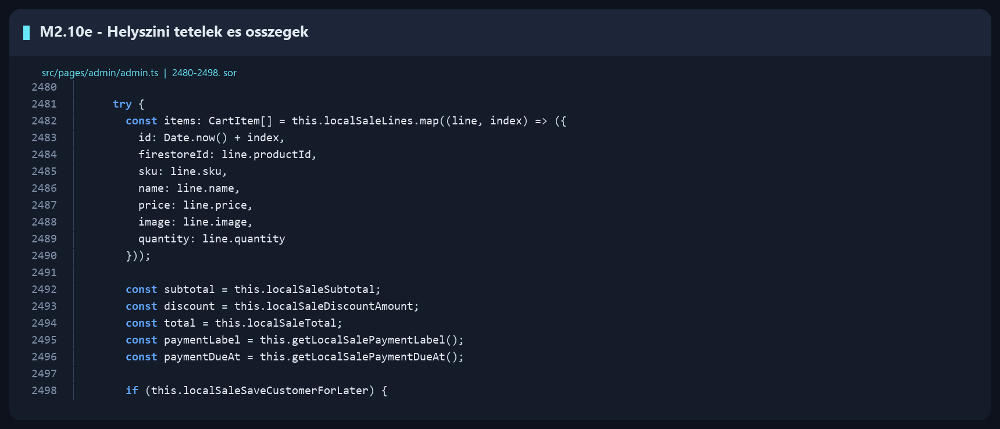 M2.10e - Helyszini tetelek es osszegek
src/pages/admin/admin.ts | 2480-2498. sor
2480
2481 try {
2482 const items: CartItem[] = this.localSaleLines.map((line, index) => ({
2483 id: Date.now() + index,
2484 firestoreId: line.productId,
2485 sku: line.sku,
2486 name: line.name,
2487 price: line.price,
2488 image: line.image,
2489 quantity: line.quantity
2490 }));
2491
2492 const subtotal = this.localSaleSubtotal;
2493 const discount = this.localSaleDiscountAmount;
2494 const total = this.localSaleTotal;
2495 const paymentLabel = this.getLocalSalePaymentLabel();
2496 const paymentDueAt = this.getLocalSalePaymentDueAt();
2497
2498 if (this.localSaleSaveCustomerForLater) {